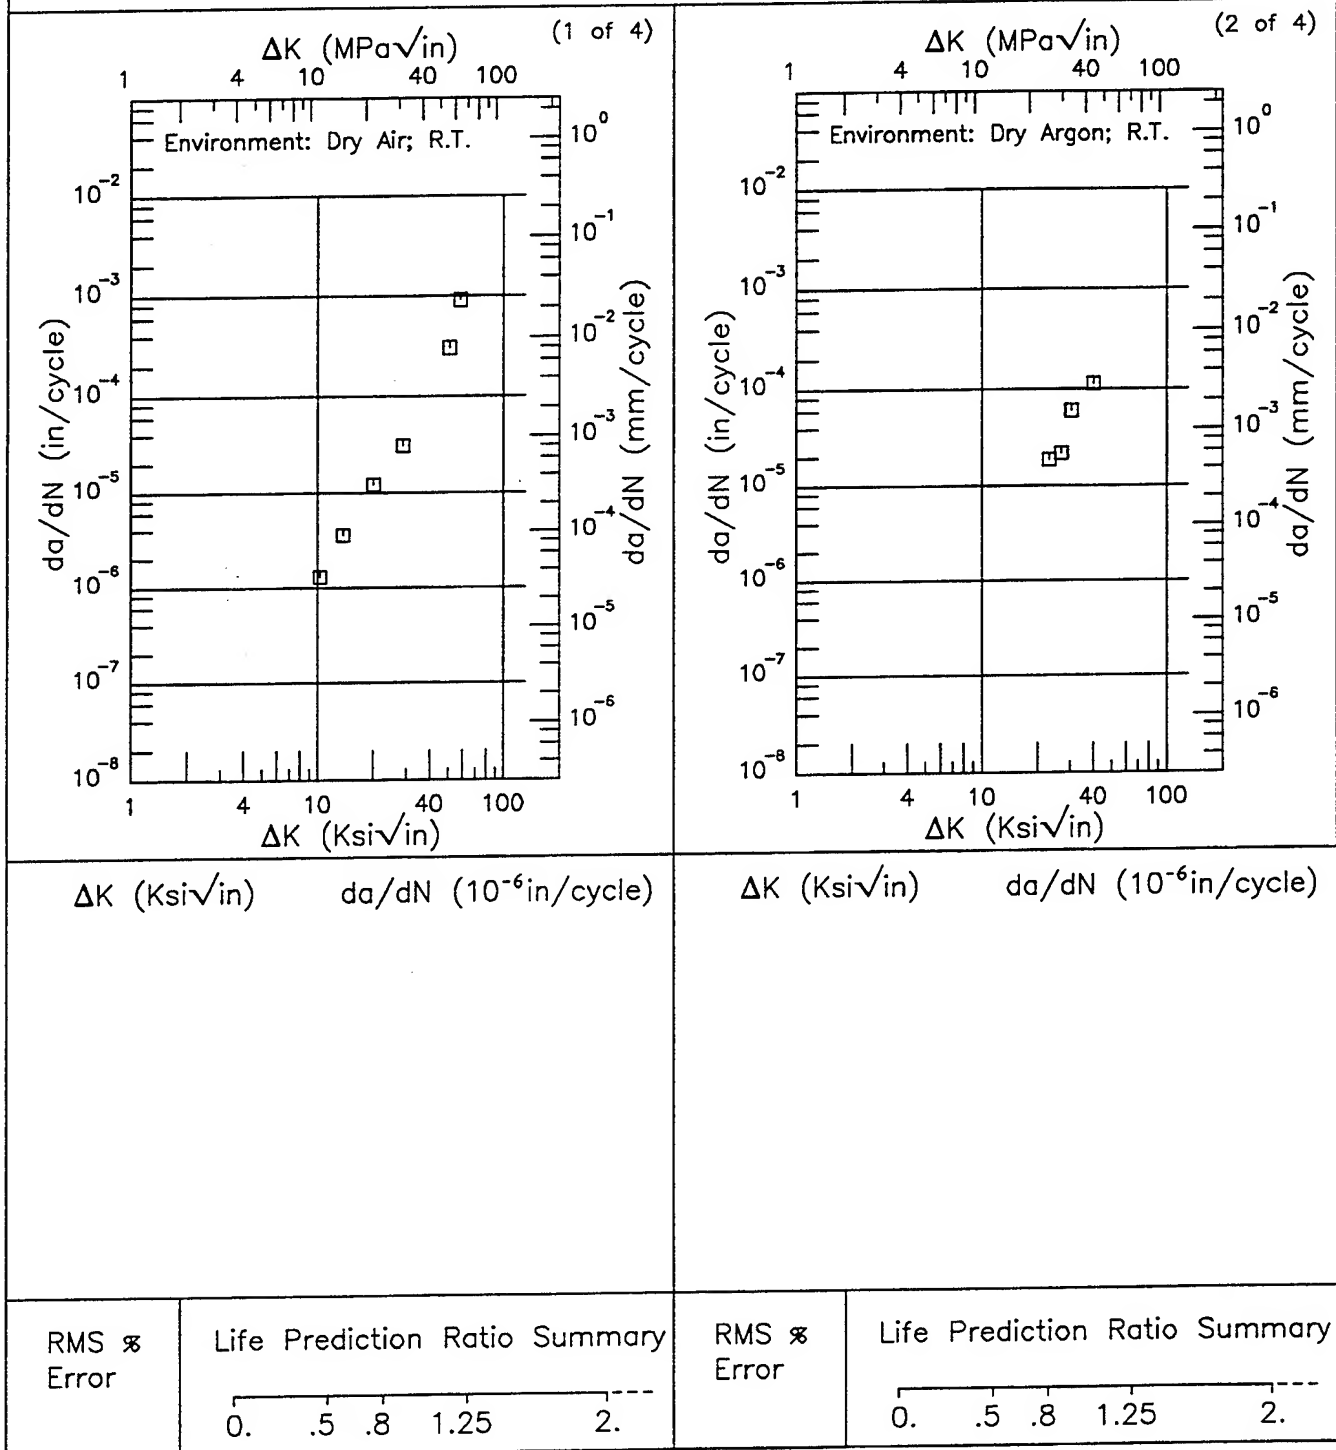 (1 of 4)
ΔK (MPa√in)
1 4 10 40 100
Environment: Dry Air; R.T.
da/dN (in/cycle)
10⁻²
10⁻³
10⁻⁴
10⁻⁵
10⁻⁶
10⁻⁷
10⁻⁸
10⁰
10⁻¹
10⁻²
10⁻³
10⁻⁴
10⁻⁵
10⁻⁶
da/dN (mm/cycle)
1 4 10 40 100
ΔK (Ksi√in)
ΔK (Ksi√in) da/dN (10⁻⁶in/cycle)
RMS %
Error
Life Prediction Ratio Summary
0. .5 .8 1.25 2.
(2 of 4)
ΔK (MPa√in)
1 4 10 40 100
Environment: Dry Argon; R.T.
da/dN (in/cycle)
10⁻²
10⁻³
10⁻⁴
10⁻⁵
10⁻⁶
10⁻⁷
10⁻⁸
10⁰
10⁻¹
10⁻²
10⁻³
10⁻⁴
10⁻⁵
10⁻⁶
da/dN (mm/cycle)
1 4 10 40 100
ΔK (Ksi√in)
ΔK (Ksi√in) da/dN (10⁻⁶in/cycle)
RMS %
Error
Life Prediction Ratio Summary
0. .5 .8 1.25 2.